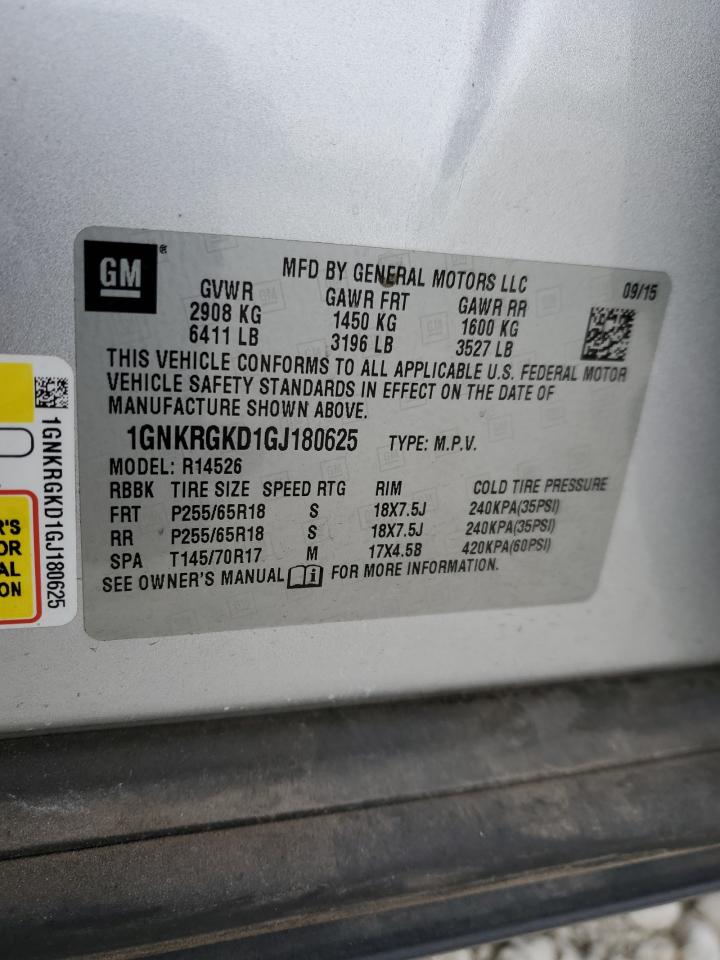 GM ®
MFD BY GENERAL MOTORS LLC 09/15
GVWR GAWR FRT GAWR RR
2908 KG 1450 KG 1600 KG
6411 LB 3196 LB 3527 LB
THIS VEHICLE CONFORMS TO ALL APPLICABLE U.S. FEDERAL MOTOR
VEHICLE SAFETY STANDARDS IN EFFECT ON THE DATE OF
MANUFACTURE SHOWN ABOVE.
1GNKRGKD1GJ180625 TYPE: M.P.V.
MODEL: R14526
RBBK TIRE SIZE SPEED RTG RIM COLD TIRE PRESSURE
FRT P255/65R18 S 18X7.5J 240KPA(35PSI)
RR P255/65R18 S 18X7.5J 240KPA(35PSI)
SPA T145/70R17 M 17X4.5B 420KPA(60PSI)
SEE OWNER'S MANUAL i FOR MORE INFORMATION.
1GNKRGKD1GJ180625
R'S
OR
AL
ON